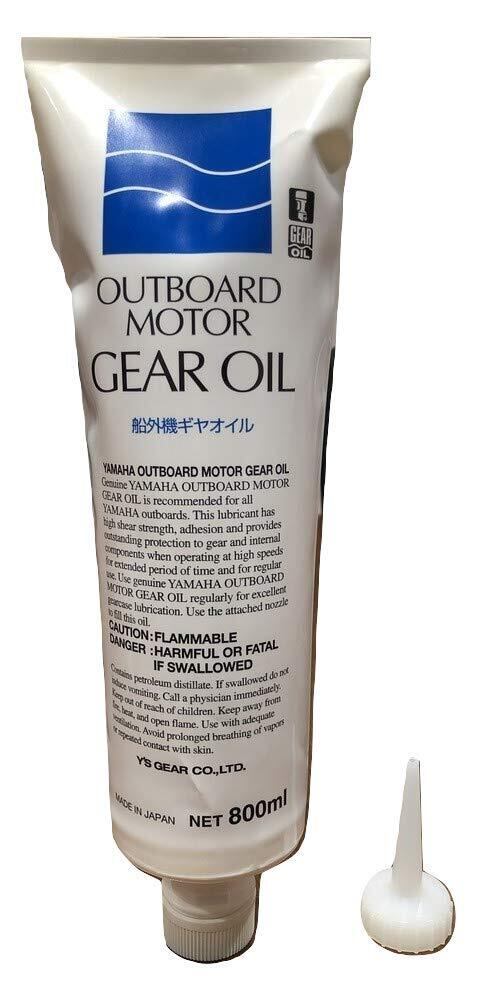 GEAR
OIL
OUTBOARD
MOTOR
GEAR OIL
船外機ギヤオイル
YAMAHA OUTBOARD MOTOR GEAR OIL
Genuine YAMAHA OUTBOARD MOTOR
GEAR OIL is recommended for all
YAMAHA outboards. This lubricant has
high shear strength, adhesion and provides
outstanding protection to gear and internal
components when operating at high speeds
for extended period of time and for regular
use. Use genuine YAMAHA OUTBOARD
MOTOR GEAR OIL regularly for excellent
gearcase lubrication. Use the attached nozzle
to fill this oil.
CAUTION:FLAMMABLE
DANGER :HARMFUL OR FATAL
IF SWALLOWED
Contains petroleum distillate. If swallowed do not
induce vomiting. Call a physician immediately.
Keep out of reach of children. Keep away from
fire, heat, and open flame. Use with adequate
ventilation. Avoid prolonged breathing of vapors
or repeated contact with skin.
Y'S GEAR CO.,LTD.
MADE IN JAPAN NET 800ml